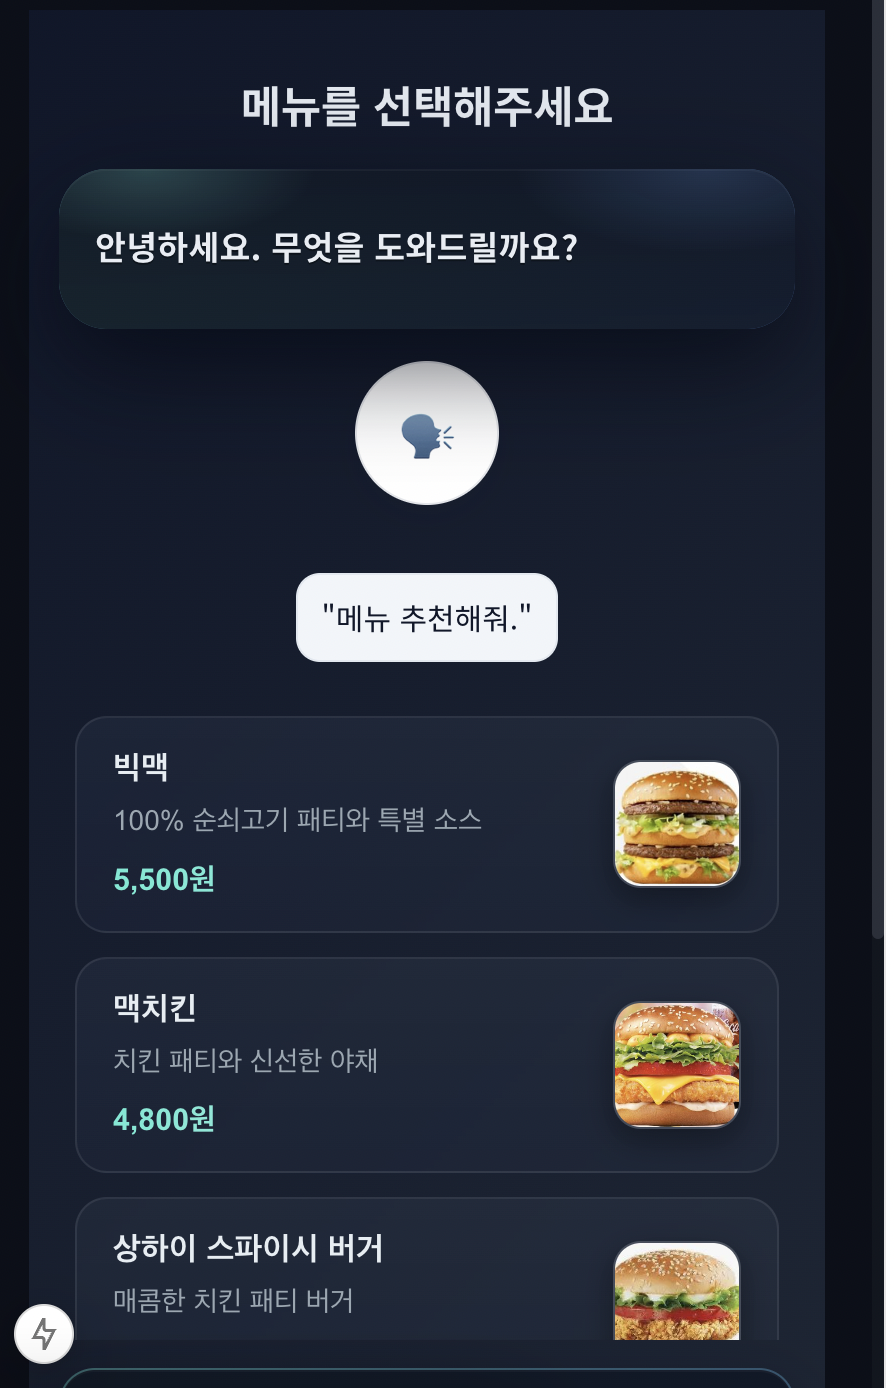 메뉴를 선택해주세요
안녕하세요. 무엇을 도와드릴까요?
"메뉴 추천해줘."
빅맥
100% 순쇠고기 패티와 특별 소스
5,500원
맥치킨
치킨 패티와 신선한 야채
4,800원
상하이 스파이시 버거
매콤한 치킨 패티 버거